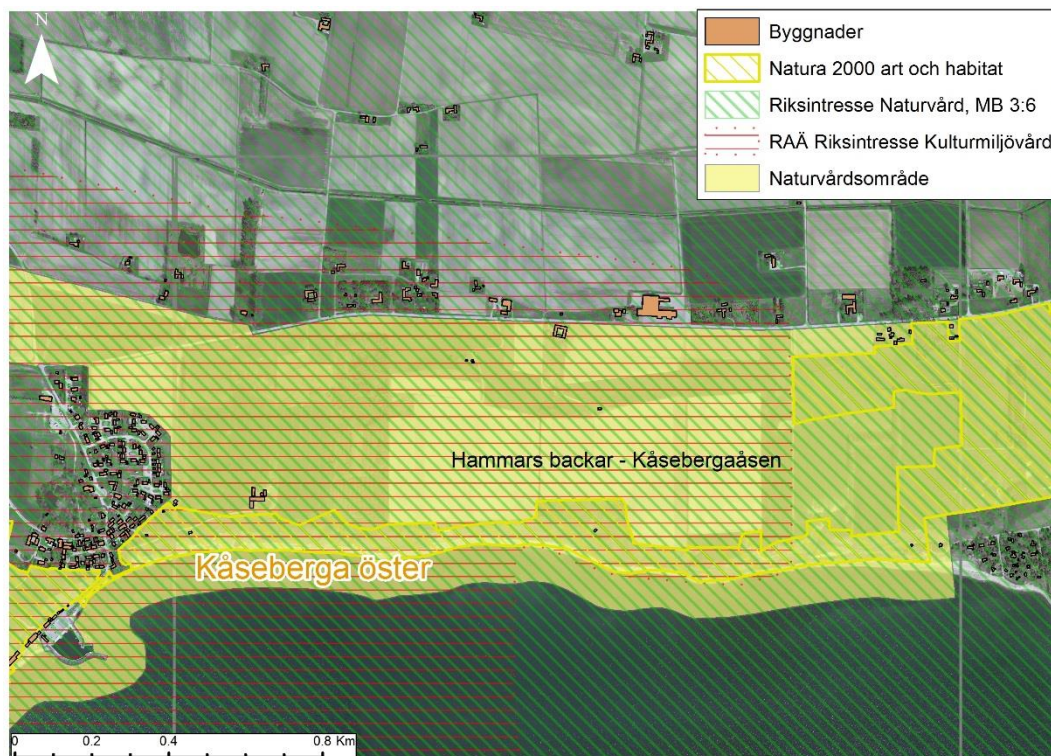 N
Byggnader
Natura 2000 art och habitat
Riksintresse Naturvård, MB 3:6
RAÄ Riksintresse Kulturmiljövård
Naturvårdsområde
Hammars backar - Kåsebergaåsen
Kåseberga öster
0 0.2 0.4 0.8 Km